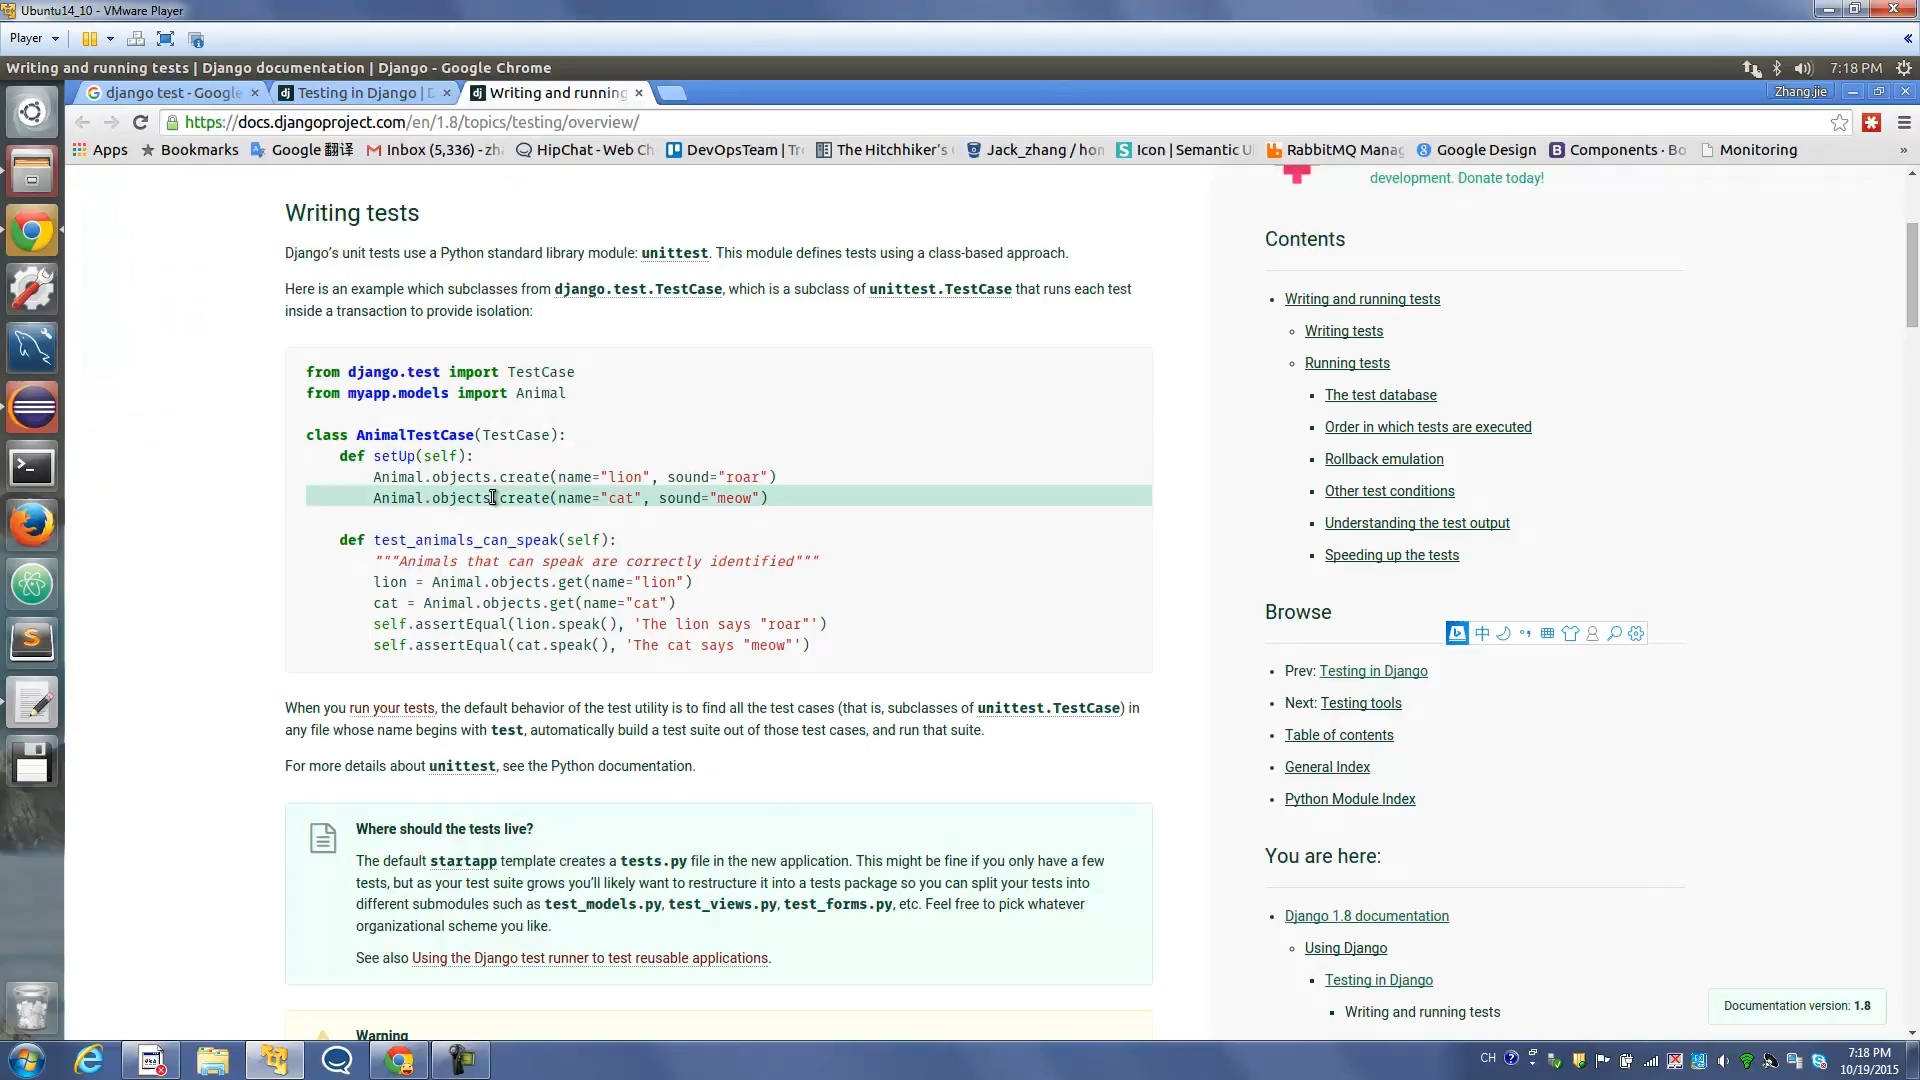 Ubuntu14_10 - VMware Player
Player
Writing and running tests | Django documentation | Django - Google Chrome
7:18 PM
django test - Google
Testing in Django | D
Writing and running
Zhang.jie
https://docs.djangoproject.com/en/1.8/topics/testing/overview/
Apps
Bookmarks
Google 翻译
Inbox (5,336) - zh
HipChat - Web Ch
DevOpsTeam | Tr
The Hitchhiker's
Jack_zhang / hon
Icon | Semantic U
RabbitMQ Manag
Google Design
Components · Bo
Monitoring
»
development. Donate today!
Writing tests
Django's unit tests use a Python standard library module: unittest. This module defines tests using a class-based approach.
Here is an example which subclasses from django.test.TestCase, which is a subclass of unittest.TestCase that runs each test
inside a transaction to provide isolation:
from django.test import TestCase
from myapp.models import Animal
class AnimalTestCase(TestCase):
def setUp(self):
Animal.objects.create(name="lion", sound="roar")
Animal.objects.create(name="cat", sound="meow")
def test_animals_can_speak(self):
"""Animals that can speak are correctly identified"""
lion = Animal.objects.get(name="lion")
cat = Animal.objects.get(name="cat")
self.assertEqual(lion.speak(), 'The lion says "roar"')
self.assertEqual(cat.speak(), 'The cat says "meow"')
When you run your tests, the default behavior of the test utility is to find all the test cases (that is, subclasses of unittest.TestCase) in
any file whose name begins with test, automatically build a test suite out of those test cases, and run that suite.
For more details about unittest, see the Python documentation.
Where should the tests live?
The default startapp template creates a tests.py file in the new application. This might be fine if you only have a few
tests, but as your test suite grows you'll likely want to restructure it into a tests package so you can split your tests into
different submodules such as test_models.py, test_views.py, test_forms.py, etc. Feel free to pick whatever
organizational scheme you like.
See also Using the Django test runner to test reusable applications.
Warning
Contents
Writing and running tests
Writing tests
Running tests
The test database
Order in which tests are executed
Rollback emulation
Other test conditions
Understanding the test output
Speeding up the tests
Browse
中
Prev: Testing in Django
Next: Testing tools
Table of contents
General Index
Python Module Index
You are here:
Django 1.8 documentation
Using Django
Testing in Django
Writing and running tests
Documentation version: 1.8
CH
7:18 PM
10/19/2015